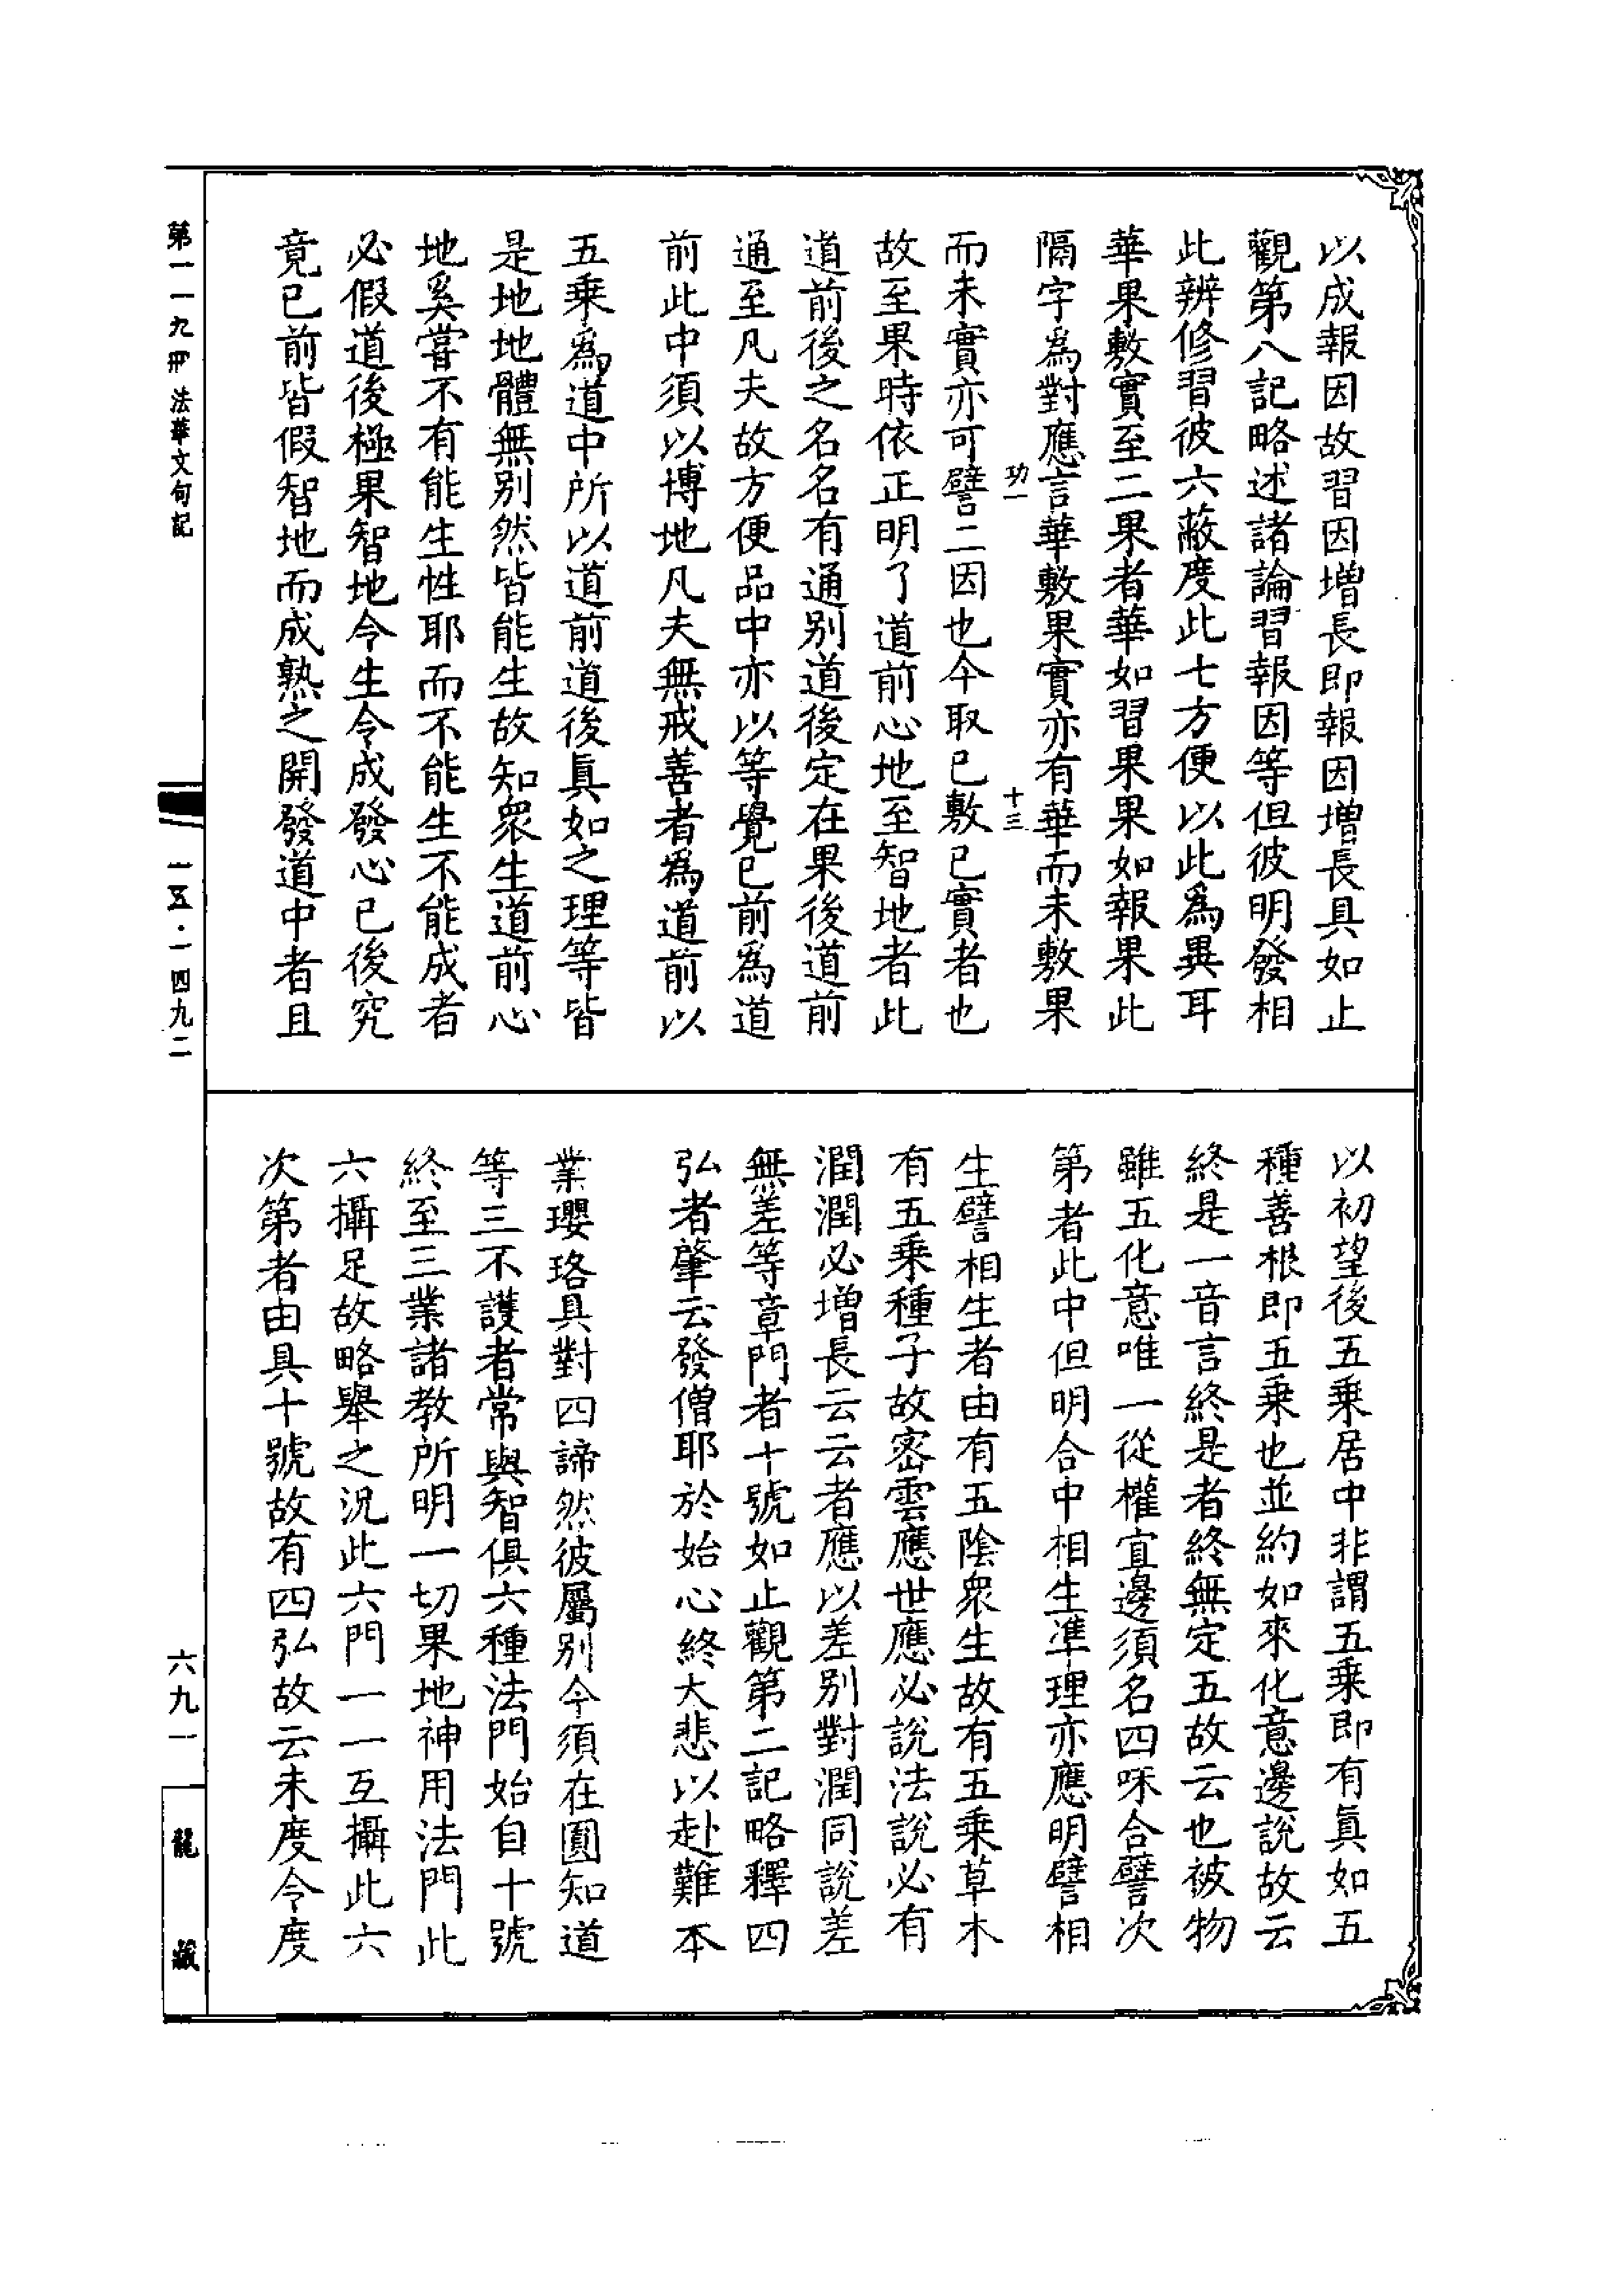 以成報因故習因增長即報因增長具如止
觀第八記略述諸論習報因等但彼明發相
此辨修習彼六蔽度此七方便以此為異耳
華果敷實至二果者華如習果果如報果此
隔字為對應言華敷果實亦有華而未敷果
功一
十三
而未實亦可譬二因也今取已敷已實者也
故至果時依正明了道前心地至智地者此
道前後之名名有通別道後定在果後道前
通至凡夫故方便品中亦以等覺已前為道
前此中須以博地凡夫無戒善者為道前以
五乘為道中所以道前道後真如之理等皆
是地地體無別然皆能生故知眾生道前心
地奚嘗不有能生性耶而不能生不能成者
必假道後極果智地令生令成發心已後究
竟已前皆假智地而成熟之開發道中者且
以初望後五乘居中非謂五乘即有真如五
種善根即五乘也並約如來化意邊說故云
終是一音言終是者終無定五故云也被物
雖五化意唯一從權宜邊須名四味合譬次
第者此中但明合中相生準理亦應明譬相
生譬相生者由有五陰眾生故有五乘草木
有五乘種子故密雲應世應必說法說必有
潤潤必增長云云者應以差別對潤同說差
無差等章門者十號如止觀第二記略釋四
弘者肇云發僧耶於始心終大悲以赴難本
業瓔珞具對四諦然彼屬別今須在圓知道
等三不護者常與智俱六種法門始自十號
終至三業諸教所明一切果地神用法門此
六攝足故略舉之況此六門一一互攝此六
次第者由具十號故有四弘故云未度令度
第一一九冊 法華文句記
一五·一四九二
六九一
龍藏